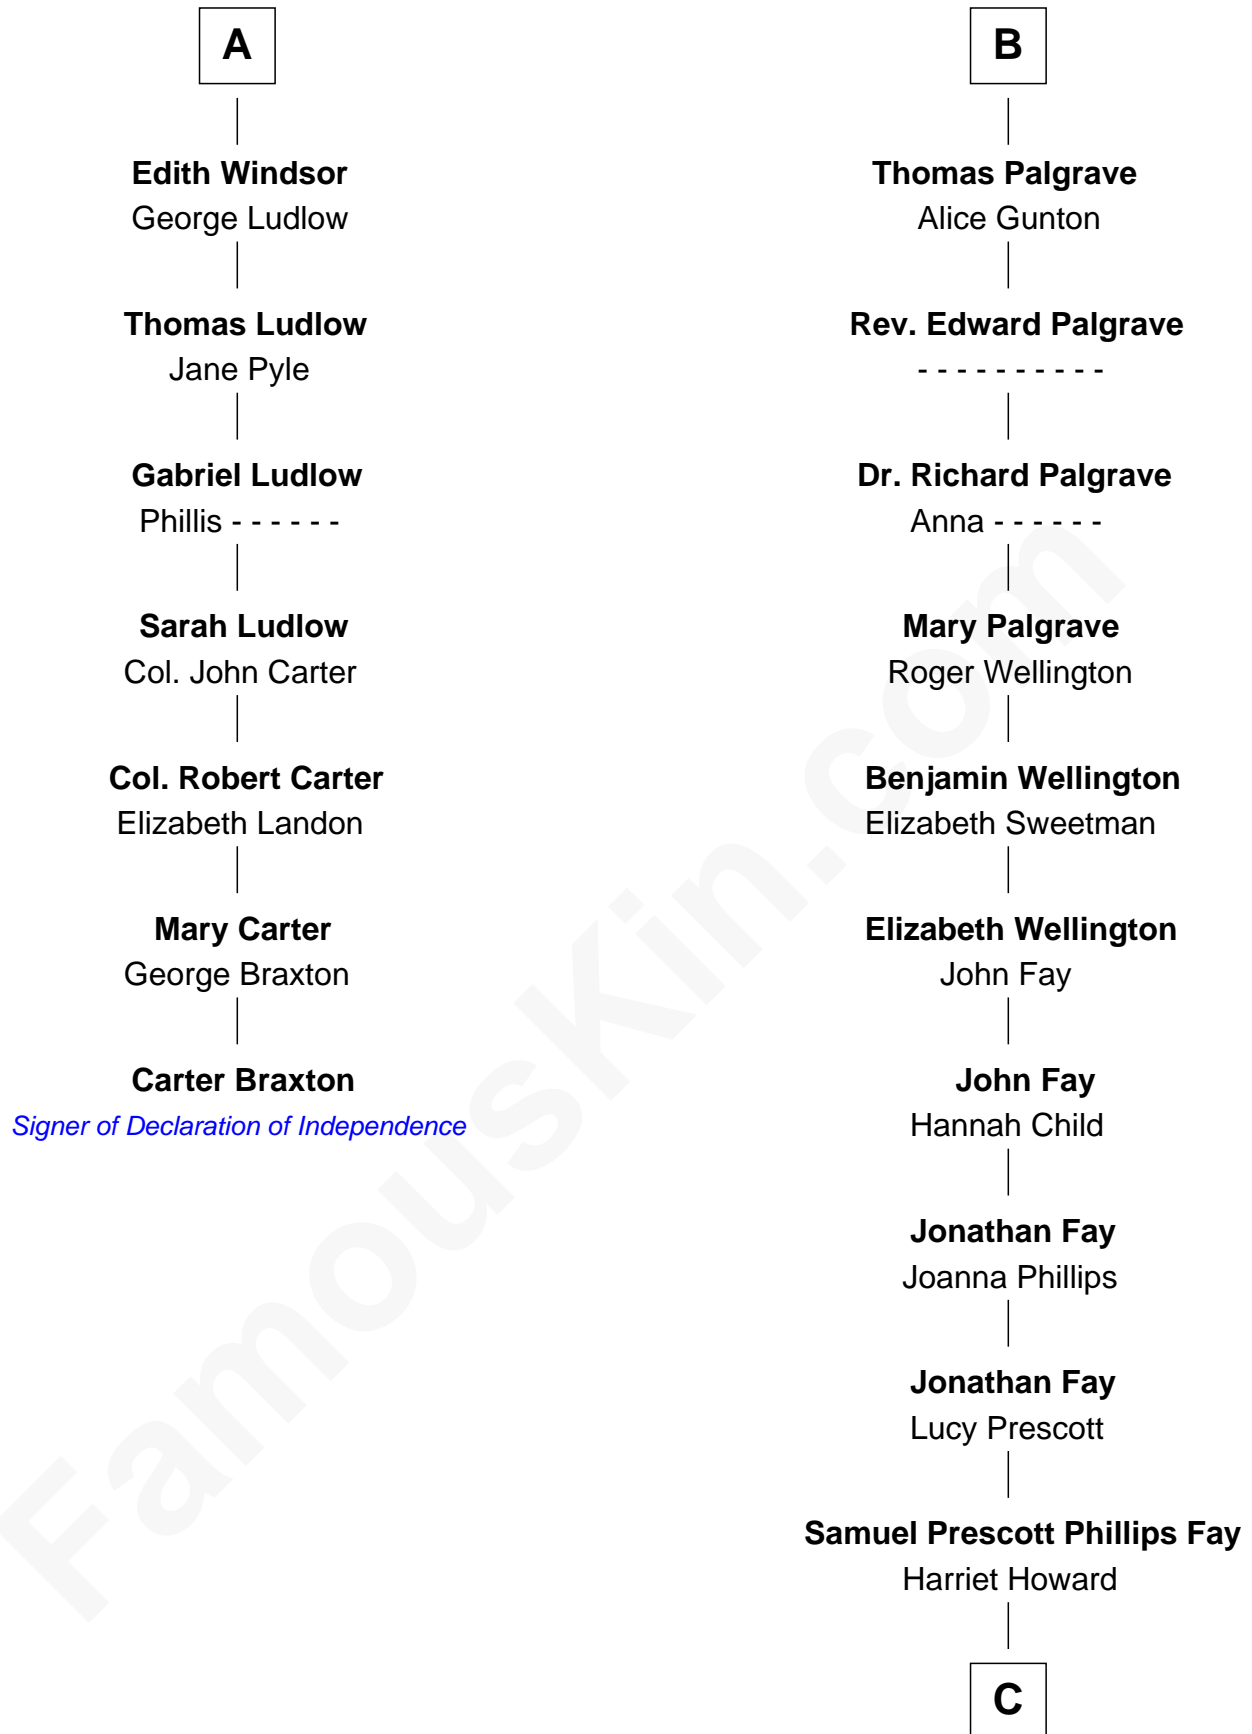 A
Edith Windsor
George Ludlow
Thomas Ludlow
Jane Pyle
Gabriel Ludlow
Phillis - - - - - -
Sarah Ludlow
Col. John Carter
Col. Robert Carter
Elizabeth Landon
Mary Carter
George Braxton
Carter Braxton
Signer of Declaration of Independence
B
Thomas Palgrave
Alice Gunton
Rev. Edward Palgrave
- - - - - - - - - -
Dr. Richard Palgrave
Anna - - - - - -
Mary Palgrave
Roger Wellington
Benjamin Wellington
Elizabeth Sweetman
Elizabeth Wellington
John Fay
John Fay
Hannah Child
Jonathan Fay
Joanna Phillips
Jonathan Fay
Lucy Prescott
Samuel Prescott Phillips Fay
Harriet Howard
C
FamousKin.com